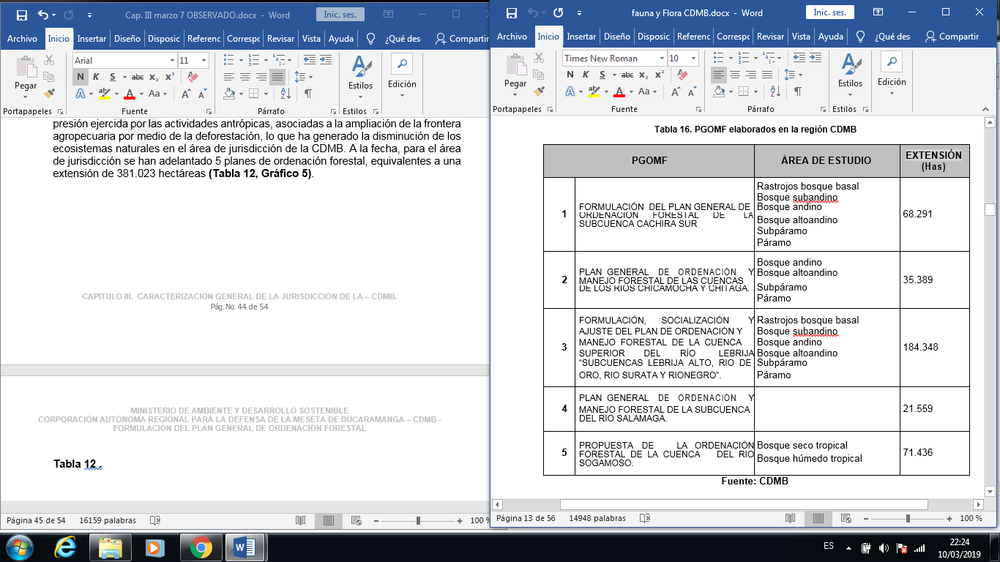 Cap. III marzo 7 OBSERVADO.docx - Word
Inic. ses.
Archivo Inicio Insertar Diseño Disposic Referenc Correspc Revisar Vista Ayuda ¿Qué des Compartir
Arial 11
Pegar
N K S abc x₂ x²
A Aa A A
Estilos
Edición
Portapapeles Fuente Párrafo Estilos
presión ejercida por las actividades antrópicas, asociadas a la ampliación de la frontera
agropecuaria por medio de la deforestación, lo que ha generado la disminución de los
ecosistemas naturales en el área de jurisdicción de la CDMB. A la fecha, para el área
de jurisdicción se han adelantado 5 planes de ordenación forestal, equivalentes a una
extensión de 381.023 hectáreas (Tabla 12, Gráfico 5).
CAPITULO III. CARACTERIZACIÓN GENERAL DE LA JURISDICCIÓN DE LA – CDMB.
Pág. No. 44 de 54
MINISTERIO DE AMBIENTE Y DESARROLLO SOSTENIBLE
CORPORACIÓN AUTÓNOMA REGIONAL PARA LA DEFENSA DE LA MESETA DE BUCARAMANGA – CDMB -
FORMULACIÓN DEL PLAN GENERAL DE ORDENACIÓN FORESTAL
Tabla 12 .
Página 45 de 54 16159 palabras 100 %
fauna y Flora CDMB.docx - Word
Inic. ses.
Archivo Inicio Insertar Diseño Disposic Referenc Correspc Revisar Vista Ayuda ¿Qué des Compartir
Times New Roman 10
Pegar
N K S abc x₂ x²
A Aa A A
Estilos
Edición
Portapapeles Fuente Párrafo Estilos
Tabla 16. PGOMF elaborados en la región CDMB
PGOMF ÁREA DE ESTUDIO EXTENSIÓN
(Has)
1
FORMULACIÓN DEL PLAN GENERAL DE
ORDENACIÓN FORESTAL DE LA
SUBCUENCA CACHIRA SUR
Rastrojos bosque basal
Bosque subandino
Bosque andino
Bosque altoandino
Subpáramo
Páramo
68.291
2
PLAN GENERAL DE ORDENACIÓN Y
MANEJO FORESTAL DE LAS CUENCAS
DE LOS RIOS CHICAMOCHA Y CHITAGA.
Bosque andino
Bosque altoandino
Subpáramo
Páramo
35.389
3
FORMULACIÓN, SOCIALIZACIÓN Y
AJUSTE DEL PLAN DE ORDENACIÓN Y
MANEJO FORESTAL DE LA CUENCA
SUPERIOR DEL RÍO LEBRIJA
“SUBCUENCAS LEBRIJA ALTO, RIO DE
ORO, RIO SURATA Y RIONEGRO”.
Rastrojos bosque basal
Bosque subandino
Bosque andino
Bosque altoandino
Subpáramo
Páramo
184.348
4
PLAN GENERAL DE ORDENACIÓN Y
MANEJO FORESTAL DE LA SUBCUENCA
DEL RIO SALAMAGA.
21.559
5
PROPUESTA DE LA ORDENACIÓN
FORESTAL DE LA CUENCA DEL RIO
SOGAMOSO.
Bosque seco tropical
Bosque húmedo tropical
71.436
Fuente: CDMB
Página 13 de 56 14948 palabras 100 %
ES
22:24
10/03/2019